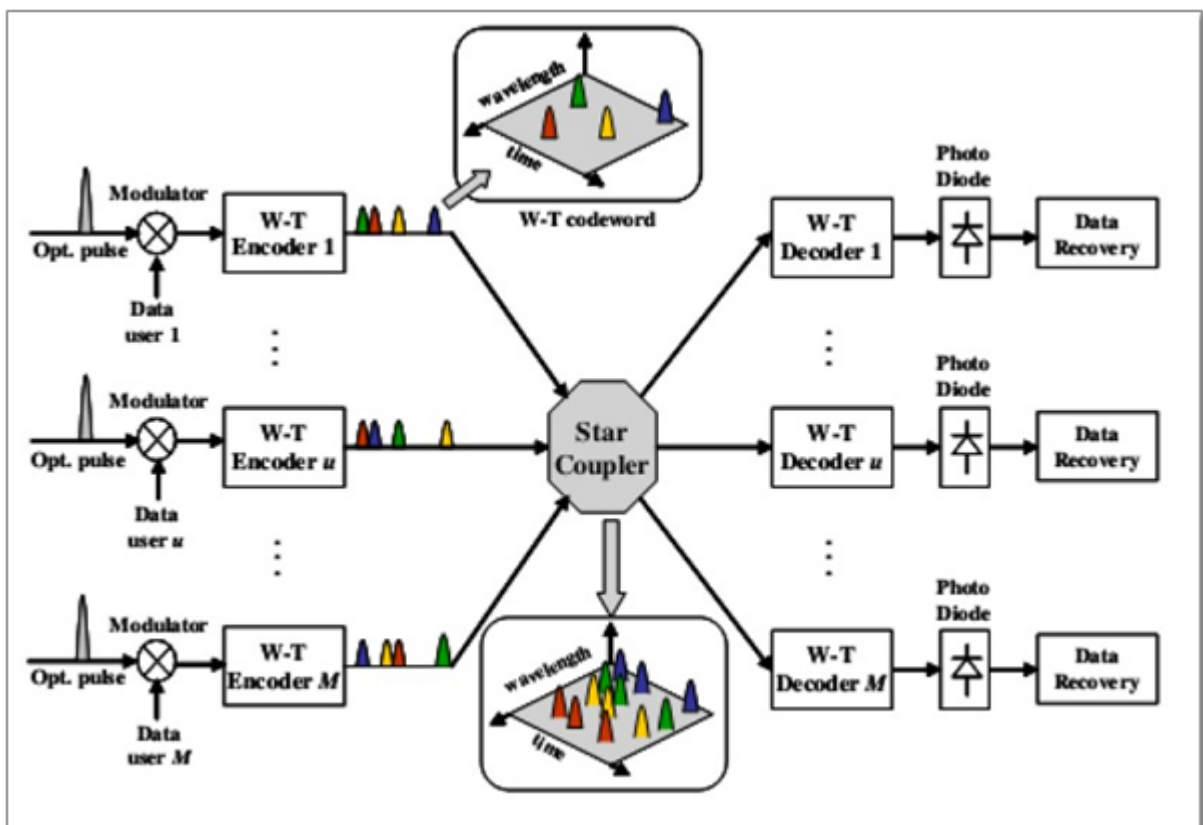 wavelength
time
W-T codeword
Modulator
Opt. pulse
Data
user 1
W-T
Encoder 1
W-T
Decoder 1
Photo
Diode
Data
Recovery
Modulator
Opt. pulse
Data
user u
W-T
Encoder u
Star
Coupler
W-T
Decoder u
Photo
Diode
Data
Recovery
Modulator
Opt. pulse
Data
user M
W-T
Encoder M
wavelength
time
W-T
Decoder M
Photo
Diode
Data
Recovery